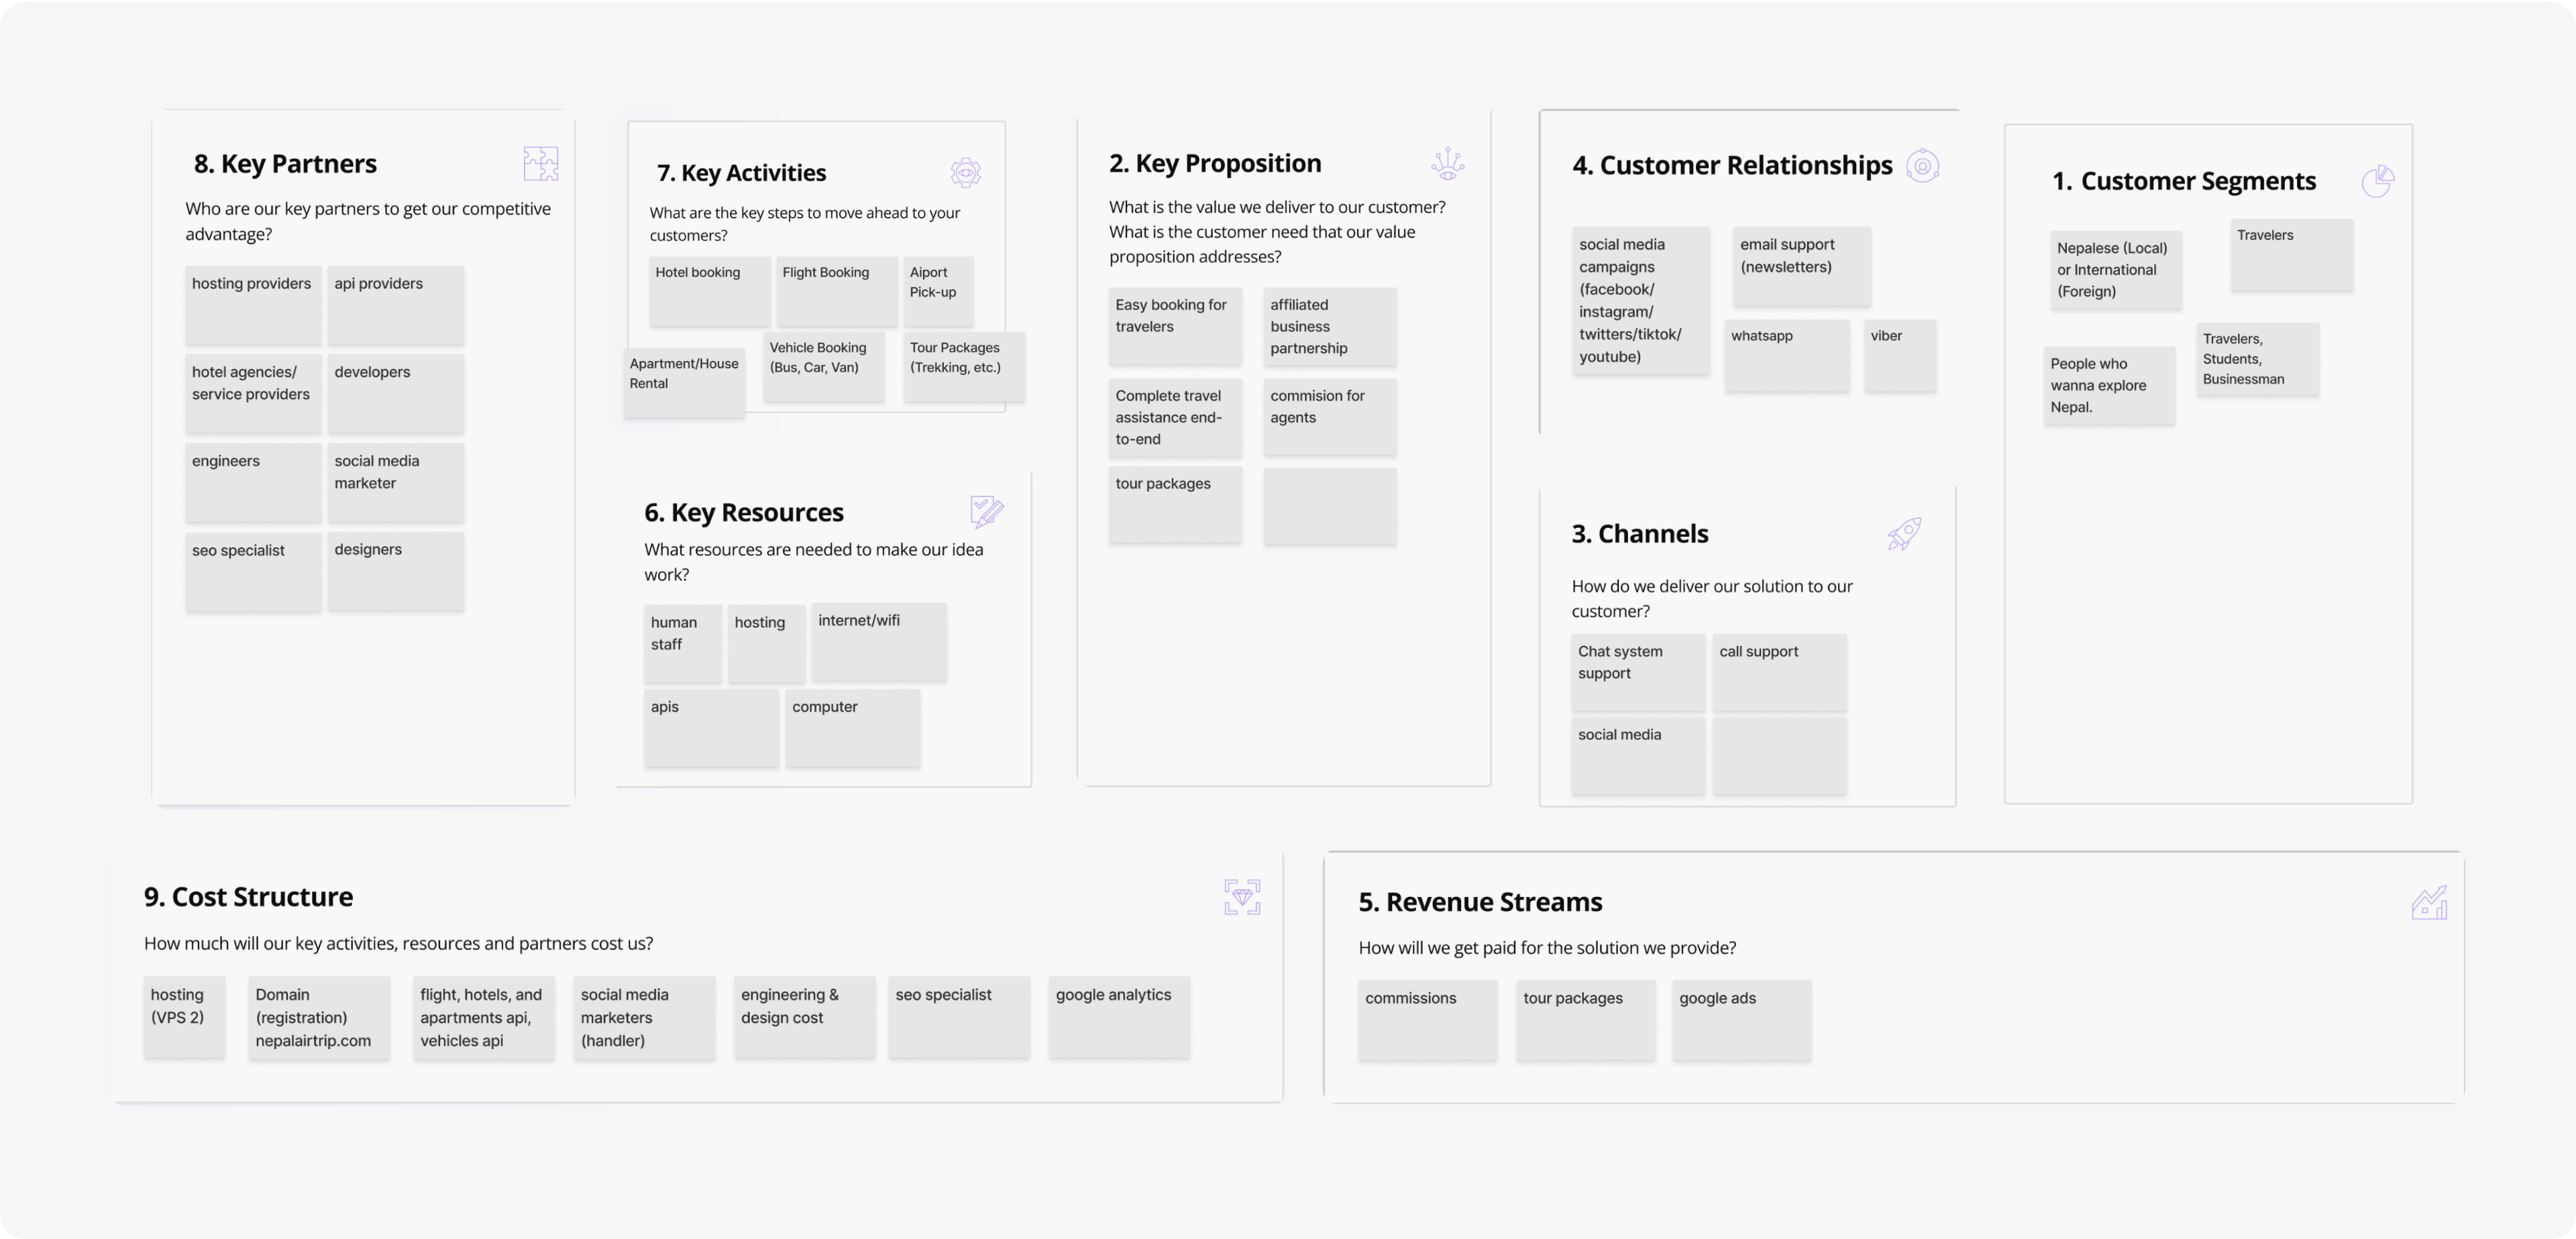 8. Key Partners
Who are our key partners to get our competitive
advantage?
hosting providers
api providers
hotel agencies/
service providers
developers
engineers
social media
marketer
seo specialist
designers
7. Key Activities
What are the key steps to move ahead to your
customers?
Hotel booking
Flight Booking
Aiport
Pick-up
Apartment/House
Rental
Vehicle Booking
(Bus, Car, Van)
Tour Packages
(Trekking, etc.)
6. Key Resources
What resources are needed to make our idea
work?
human
staff
hosting
internet/wifi
apis
computer
2. Key Proposition
What is the value we deliver to our customer?
What is the customer need that our value
proposition addresses?
Easy booking for
travelers
affiliated
business
partnership
Complete travel
assistance end-
to-end
commision for
agents
tour packages
4. Customer Relationships
social media
campaigns
(facebook/
instagram/
twitters/tiktok/
youtube)
email support
(newsletters)
whatsapp
viber
3. Channels
How do we deliver our solution to our
customer?
Chat system
support
call support
social media
1. Customer Segments
Nepalese (Local)
or International
(Foreign)
Travelers
People who
wanna explore
Nepal.
Travelers,
Students,
Businessman
9. Cost Structure
How much will our key activities, resources and partners cost us?
hosting
(VPS 2)
Domain
(registration)
nepalairtrip.com
flight, hotels, and
apartments api,
vehicles api
social media
marketers
(handler)
engineering &
design cost
seo specialist
google analytics
5. Revenue Streams
How will we get paid for the solution we provide?
commissions
tour packages
google ads